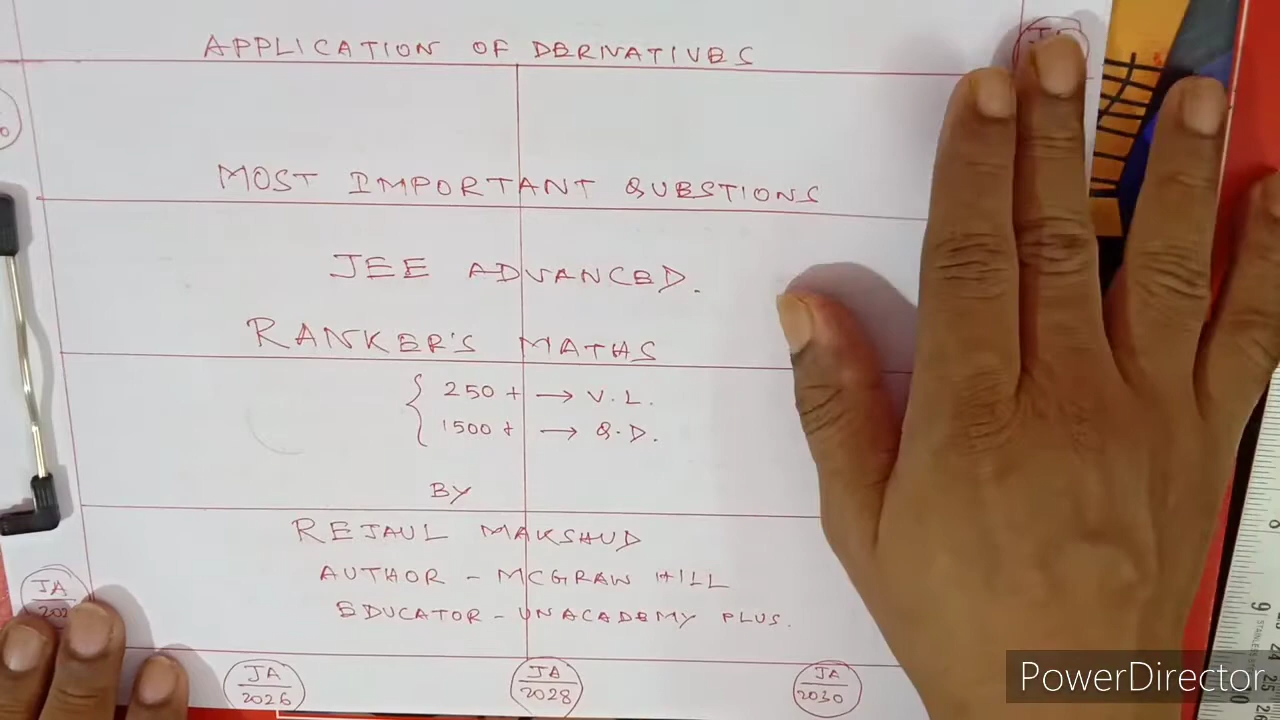 APPLICATION OF DERIVATIVES
MOST IMPORTANT QUESTIONS
JEE ADVANCED.
RANKER'S MATHS
250 + → V.L.
1500 + → Q.D.
BY
REJAUL MAKSHUD
AUTHOR - MCGRAW HILL
EDUCATOR - UNACADEMY PLUS.
JA
JA
2026
JA
2028
JA
2030
PowerDirector